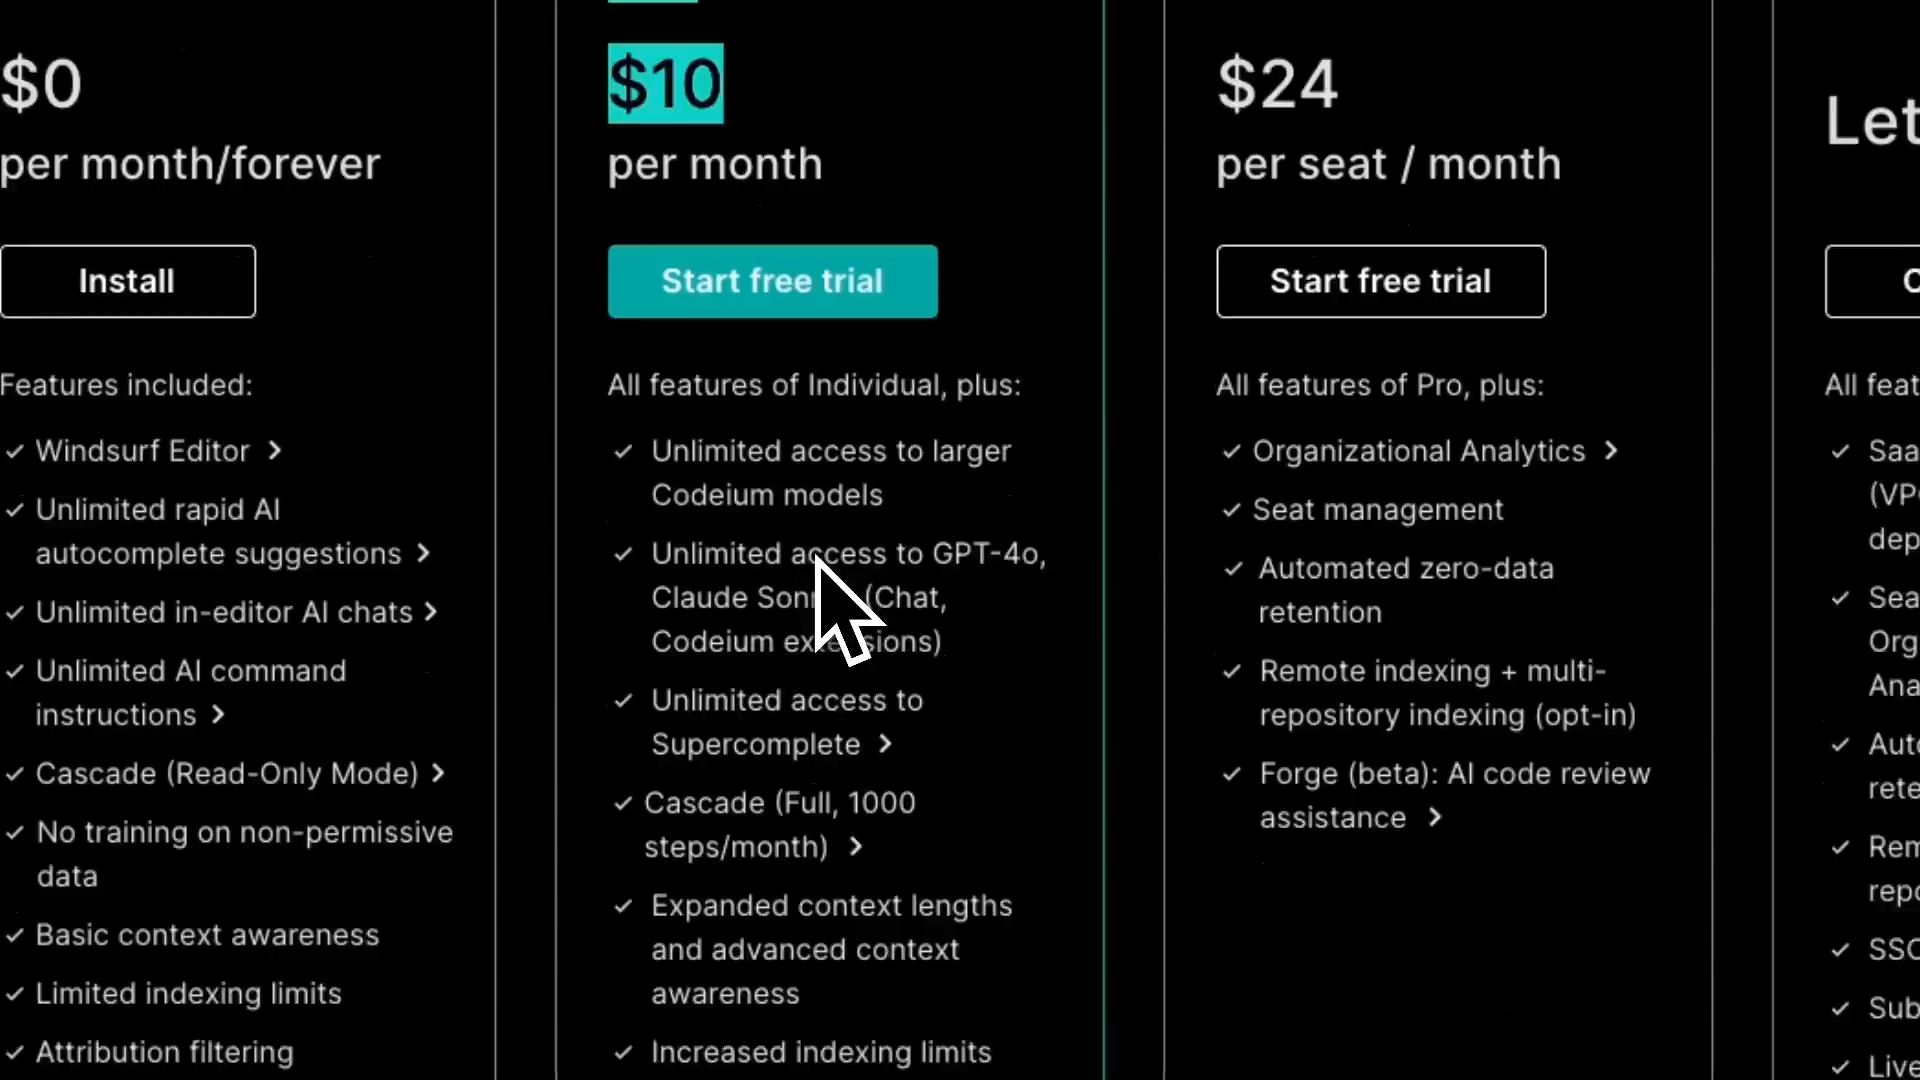 $0
per month/forever
Install
Features included:
Windsurf Editor
Unlimited rapid AI
autocomplete suggestions
Unlimited in-editor AI chats
Unlimited AI command
instructions
Cascade (Read-Only Mode)
No training on non-permissive
data
Basic context awareness
Limited indexing limits
Attribution filtering
$10
per month
Start free trial
All features of Individual, plus:
Unlimited access to larger
Codeium models
Unlimited access to GPT-4o,
Claude (Chat,
Codeium
Unlimited access to
Supercomplete
Cascade (Full, 1000
steps/month)
Expanded context lengths
and advanced context
awareness
Increased indexing limits
$24
per seat / month
Start free trial
All features of Pro, plus:
Organizational Analytics
Seat management
Automated zero-data
retention
Remote indexing + multi-
repository indexing (opt-in)
Forge (beta): AI code review
assistance
All